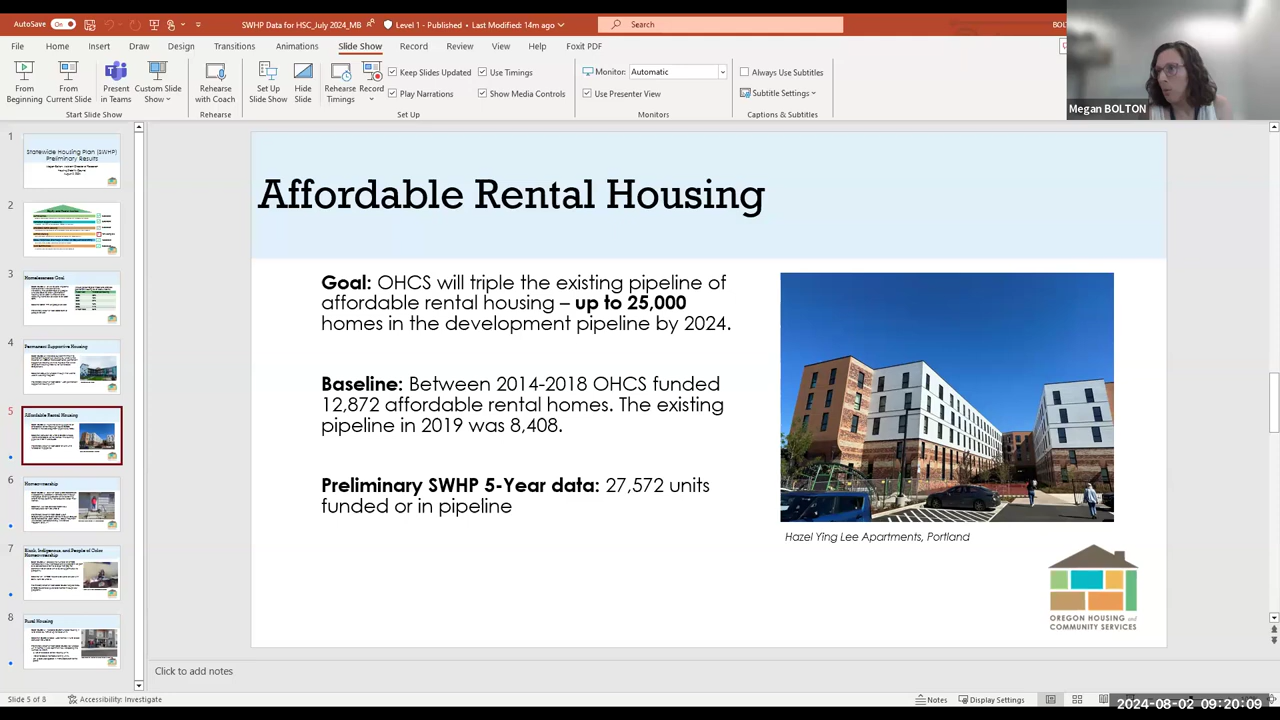 AutoSave On
SWHP Data for HSC_July 2024_MB
Level 1 - Published • Last Modified: 14m ago
Search
BOL
File Home Insert Draw Design Transitions Animations Slide Show Record Review View Help Foxit PDF
From Beginning
From Current Slide
Present in Teams
Custom Slide Show
Rehearse with Coach
Set Up Slide Show
Hide Slide
Rehearse Timings
Record
Keep Slides Updated
Play Narrations
Use Timings
Show Media Controls
Monitor: Automatic
Use Presenter View
Always Use Subtitles
Subtitle Settings
Start Slide Show Rehearse Set Up Monitors Captions & Subtitles
Megan BOLTON
1
Statewide Housing Plan (SWHP)
Preliminary Results
2
3
Homelessness Goal
4
Permanent Supportive Housing
5
Affordable Rental Housing
6
Homeownership
7
Black, Indigenous and People of Color
Homeownership
8
Rural Housing
Affordable Rental Housing
Goal: OHCS will triple the existing pipeline of
affordable rental housing – up to 25,000
homes in the development pipeline by 2024.
Baseline: Between 2014-2018 OHCS funded
12,872 affordable rental homes. The existing
pipeline in 2019 was 8,408.
Preliminary SWHP 5-Year data: 27,572 units
funded or in pipeline
Hazel Ying Lee Apartments, Portland
OREGON HOUSING and
COMMUNITY SERVICES
Click to add notes
Slide 5 of 8
Accessibility: Investigate
Notes
Display Settings
2024-08-02 09:20:09